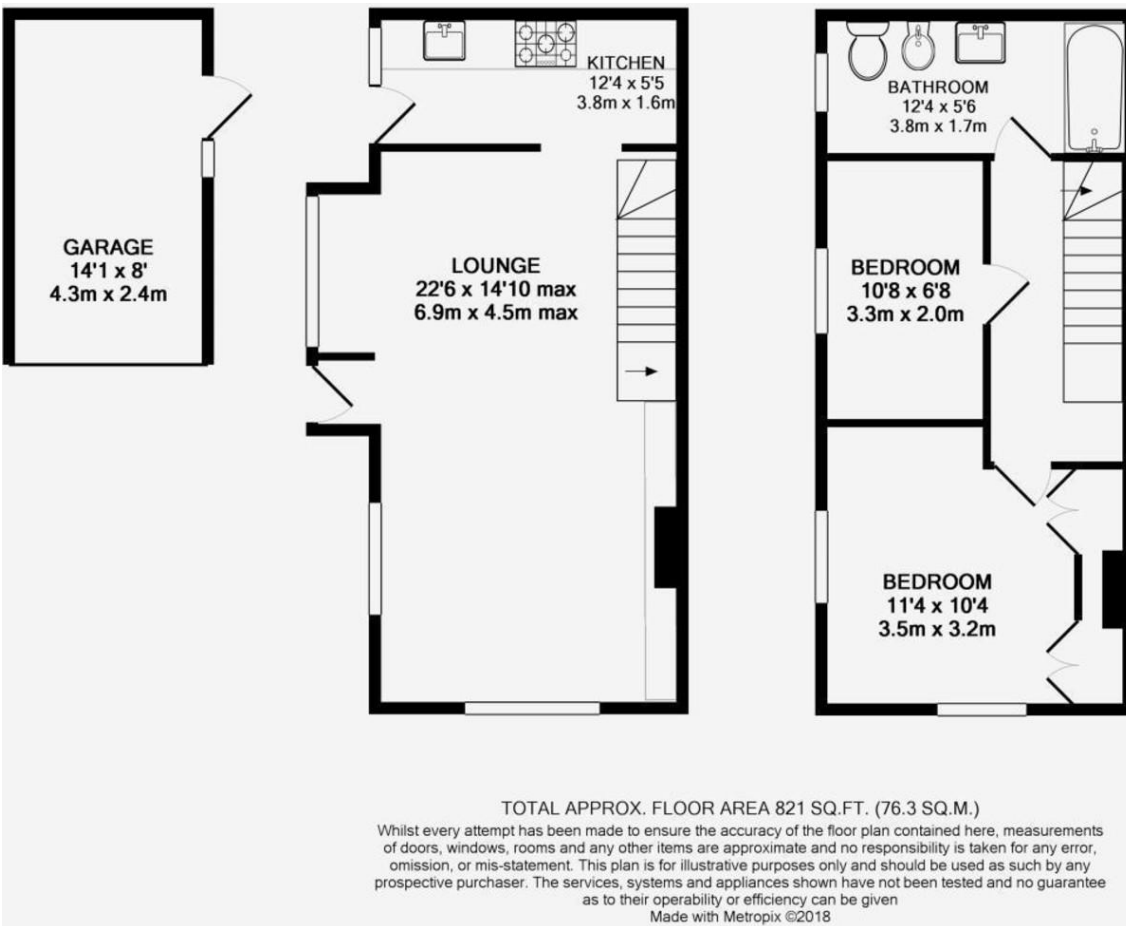 KITCHEN
12'4 x 5'5
3.8m x 1.6m
BATHROOM
12'4 x 5'6
3.8m x 1.7m
GARAGE
14'1 x 8'
4.3m x 2.4m
LOUNGE
22'6 x 14'10 max
6.9m x 4.5m max
BEDROOM
10'8 x 6'8
3.3m x 2.0m
BEDROOM
11'4 x 10'4
3.5m x 3.2m
TOTAL APPROX. FLOOR AREA 821 SQ.FT. (76.3 SQ.M.)
Whilst every attempt has been made to ensure the accuracy of the floor plan contained here, measurements
of doors, windows, rooms and any other items are approximate and no responsibility is taken for any error,
omission, or mis-statement. This plan is for illustrative purposes only and should be used as such by any
prospective purchaser. The services, systems and appliances shown have not been tested and no guarantee
as to their operability or efficiency can be given
Made with Metropix ©2018